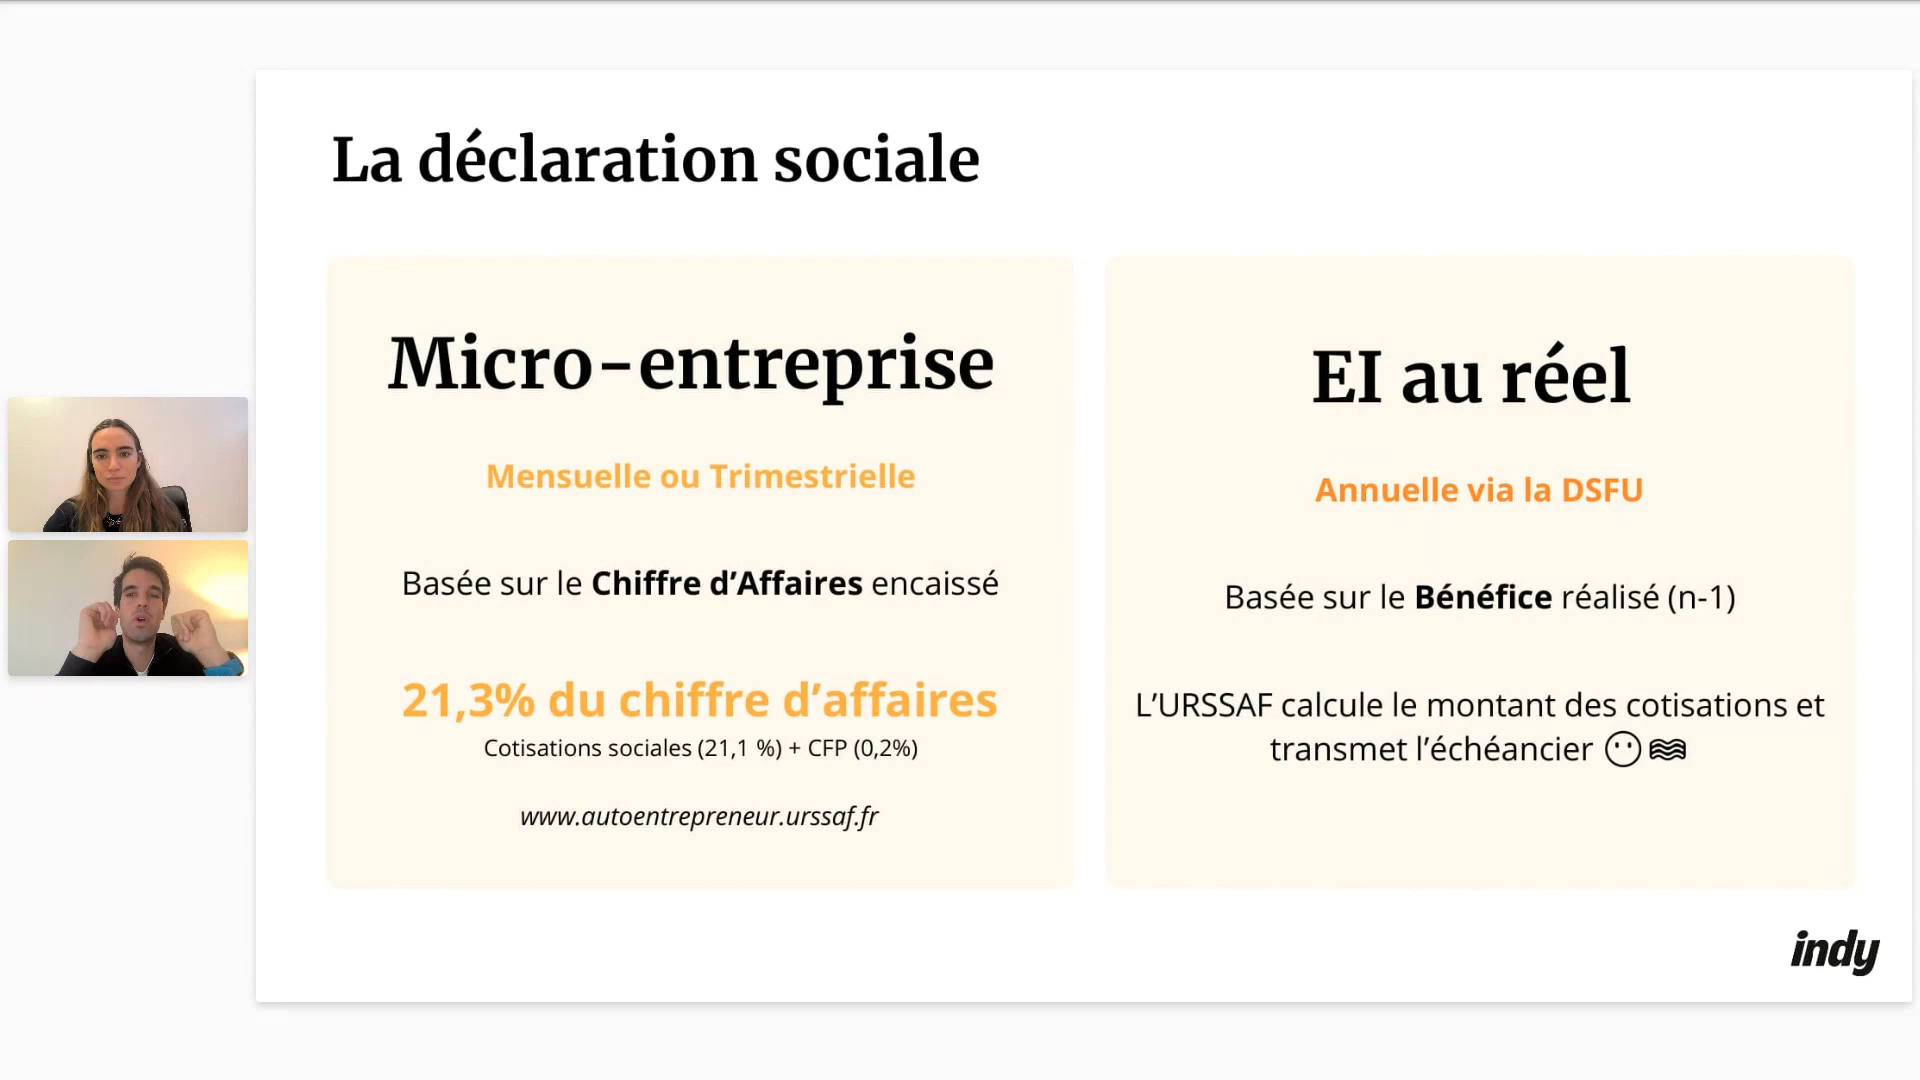 La déclaration sociale
Micro-entreprise
Mensuelle ou Trimestrielle
Basée sur le Chiffre d’Affaires encaissé
21,3% du chiffre d’affaires
Cotisations sociales (21,1 %) + CFP (0,2%)
www.autoentrepreneur.urssaf.fr
EI au réel
Annuelle via la DSFU
Basée sur le Bénéfice réalisé (n-1)
L’URSSAF calcule le montant des cotisations et
transmet l’échéancier
indy